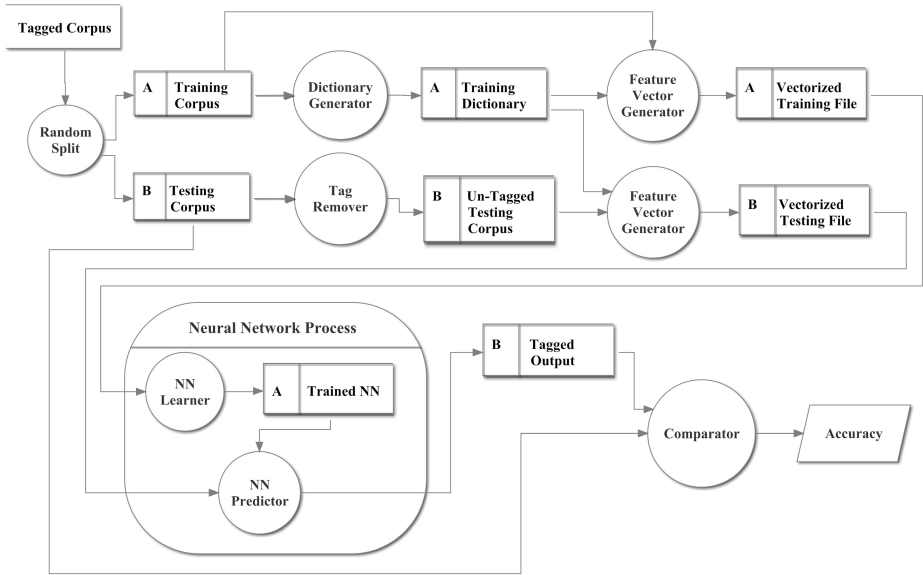 Tagged Corpus
Random
Split
A
Training
Corpus
Dictionary
Generator
A
Training
Dictionary
Feature
Vector
Generator
A
Vectorized
Training File
B
Testing
Corpus
Tag
Remover
B
Un-Tagged
Testing
Corpus
Feature
Vector
Generator
B
Vectorized
Testing File
Neural Network Process
NN
Learner
A
Trained NN
NN
Predictor
B
Tagged
Output
Comparator
Accuracy